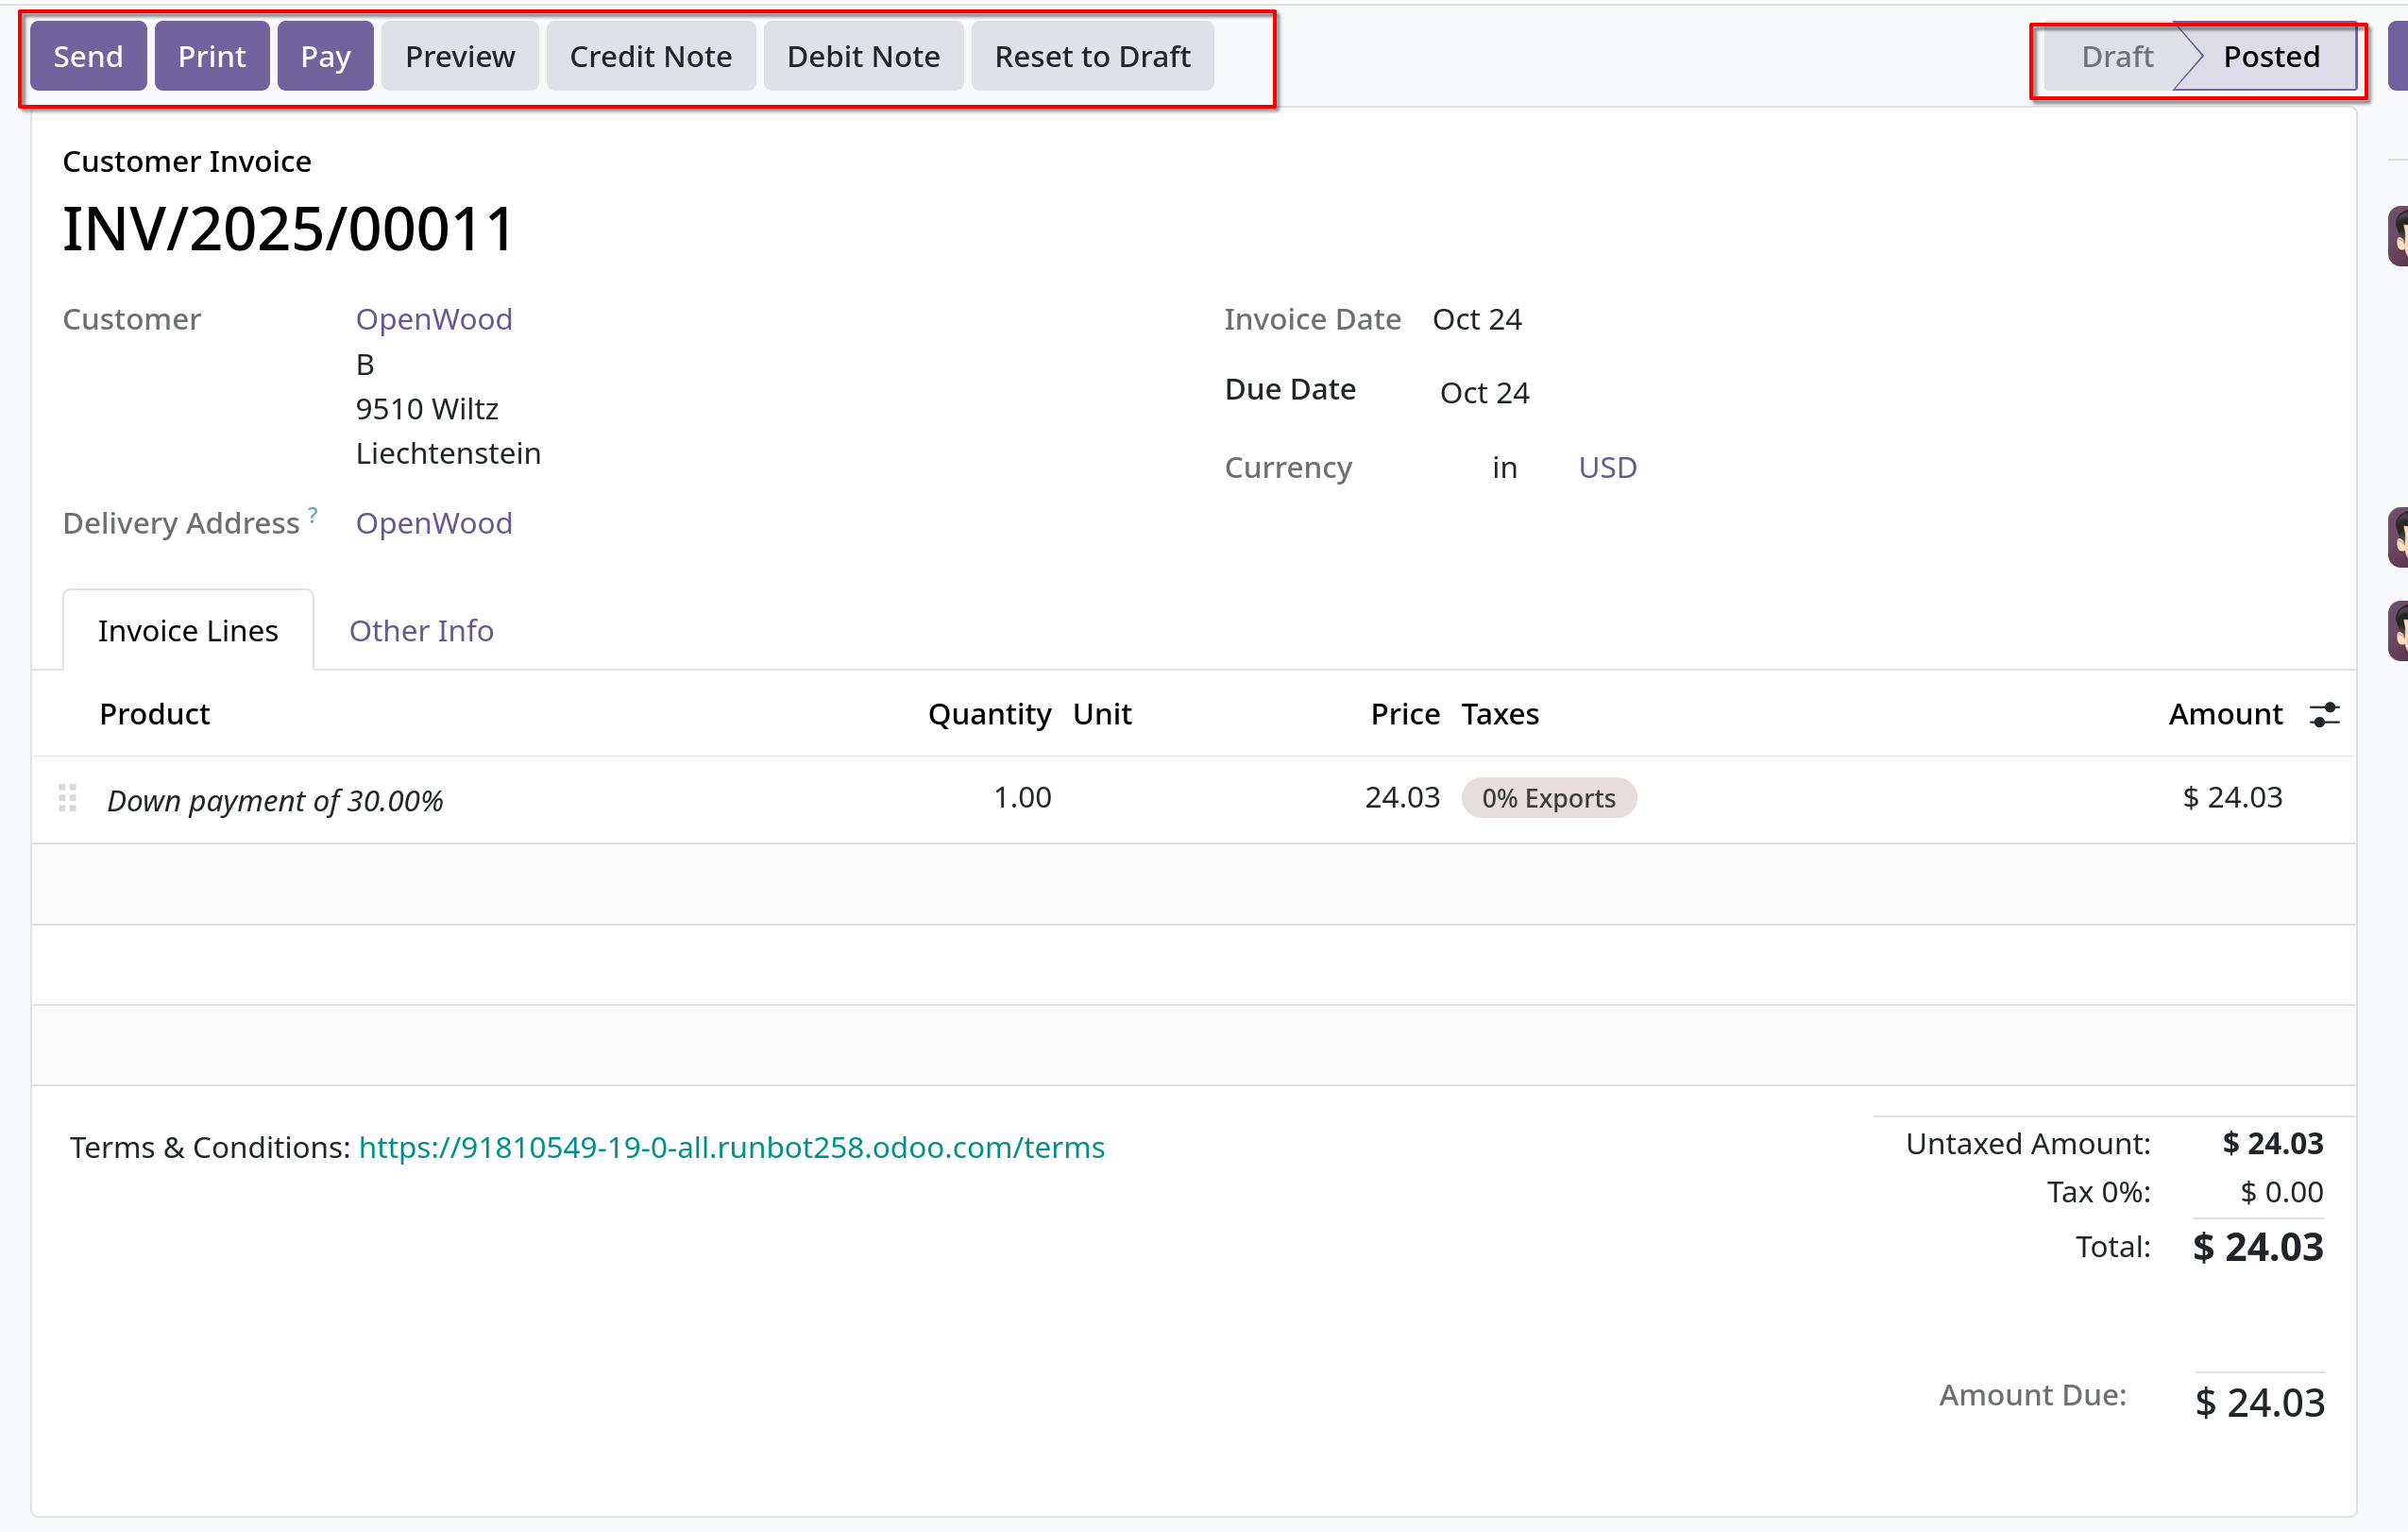 Send Print Pay Preview Credit Note Debit Note Reset to Draft Draft Posted
Customer Invoice
INV/2025/00011
Customer OpenWood
B
9510 Wiltz
Liechtenstein
Delivery Address ? OpenWood
Invoice Date Oct 24
Due Date Oct 24
Currency in USD
Invoice Lines Other Info
Product Quantity Unit Price Taxes Amount
Down payment of 30.00% 1.00 24.03 0% Exports $ 24.03
Terms & Conditions: https://91810549-19-0-all.runbot258.odoo.com/terms
Untaxed Amount: $ 24.03
Tax 0%: $ 0.00
Total: $ 24.03
Amount Due: $ 24.03